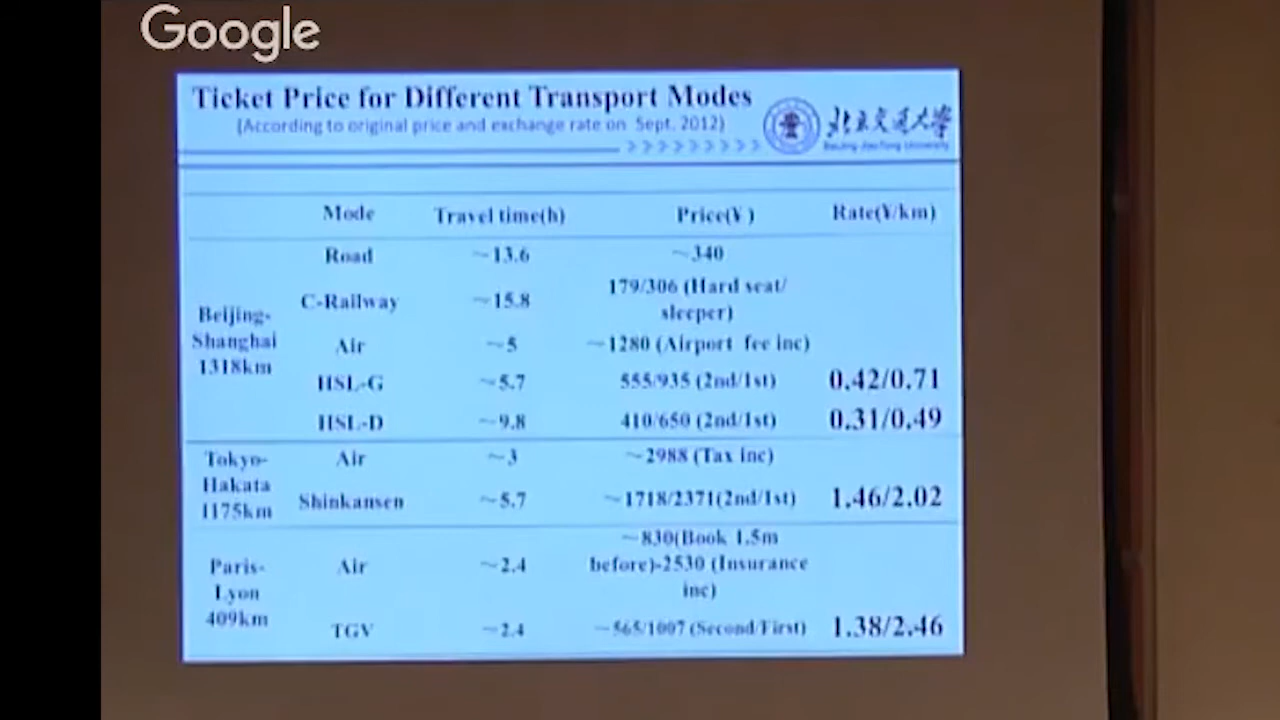 Google
Ticket Price for Different Transport Modes
(According to original price and exchange rate on Sept. 2012)
北京交通大学
Beijing JiaoTong University
Mode Travel time(h) Price(¥ ) Rate(¥/km)
Beijing-
Shanghai
1318km
Road ~13.6 ~340
C-Railway ~15.8 179/306 (Hard seat/
sleeper)
Air ~5 ~1280 (Airport fee inc)
HSL-G ~5.7 555/935 (2nd/1st) 0.42/0.71
HSL-D ~9.8 410/650 (2nd/1st) 0.31/0.49
Tokyo-
Hakata
1175km
Air ~3 ~2988 (Tax inc)
Shinkansen ~5.7 ~1718/2371(2nd/1st) 1.46/2.02
Paris-
Lyon
409km
Air ~2.4 ~830(Book 1.5m
before)-2530 (Insurance
inc)
TGV ~2.4 ~565/1007 (Second/First) 1.38/2.46